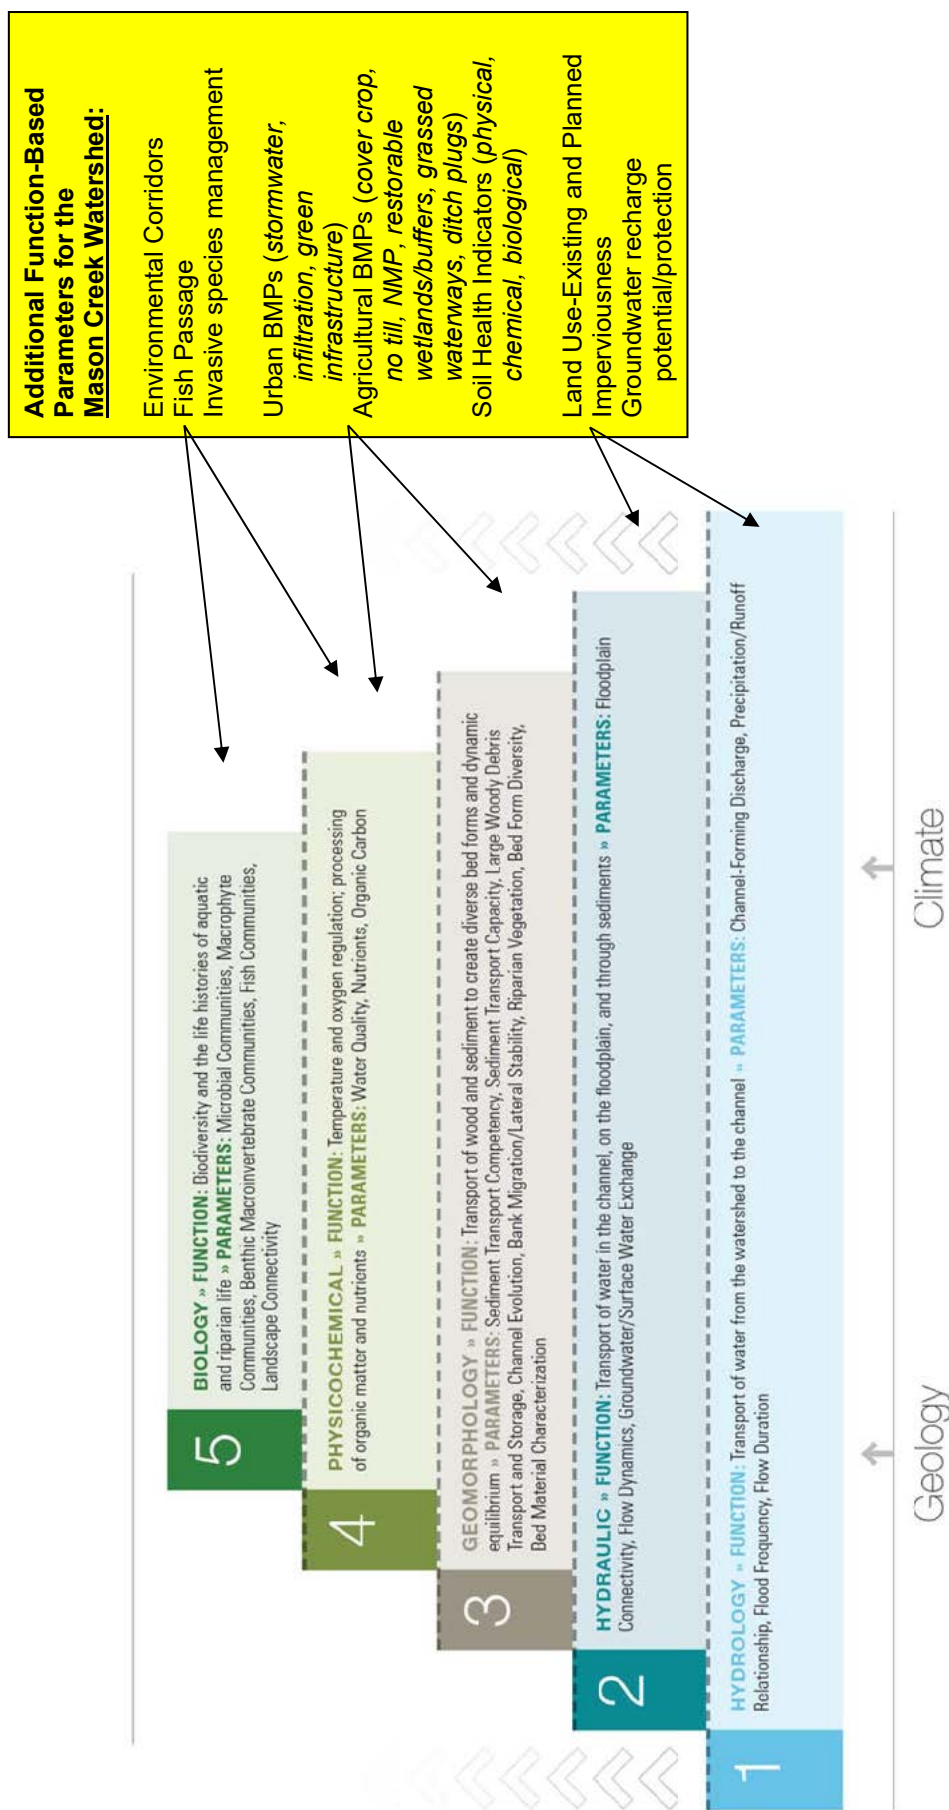 Additional Function-Based
Parameters for the
Mason Creek Watershed:
Environmental Corridors
Fish Passage
Invasive species management
Urban BMPs (stormwater,
infiltration, green
infrastructure)
Agricultural BMPs (cover crop,
no till, NMP, restorable
wetlands/buffers, grassed
waterways, ditch plugs)
Soil Health Indicators (physical,
chemical, biological)
Land Use-Existing and Planned
Imperviousness
Groundwater recharge
potential/protection
5
BIOLOGY » FUNCTION: Biodiversity and the life histories of aquatic
and riparian life » PARAMETERS: Microbial Communities, Macrophyte
Communities, Benthic Macroinvertebrate Communities, Fish Communities,
Landscape Connectivity
4
PHYSICOCHEMICAL » FUNCTION: Temperature and oxygen regulation; processing
of organic matter and nutrients » PARAMETERS: Water Quality, Nutrients, Organic Carbon
3
GEOMORPHOLOGY » FUNCTION: Transport of wood and sediment to create diverse bed forms and dynamic
equilibrium » PARAMETERS: Sediment Transport Competency, Sediment Transport Capacity, Large Woody Debris
Transport and Storage, Channel Evolution, Bank Migration/Lateral Stability, Riparian Vegetation, Bed Form Diversity,
Bed Material Characterization
2
HYDRAULIC » FUNCTION: Transport of water in the channel, on the floodplain, and through sediments » PARAMETERS: Floodplain
Connectivity, Flow Dynamics, Groundwater/Surface Water Exchange
1
HYDROLOGY » FUNCTION: Transport of water from the watershed to the channel » PARAMETERS: Channel-Forming Discharge, Precipitation/Runoff
Relationship, Flood Frequency, Flow Duration
Geology
Climate